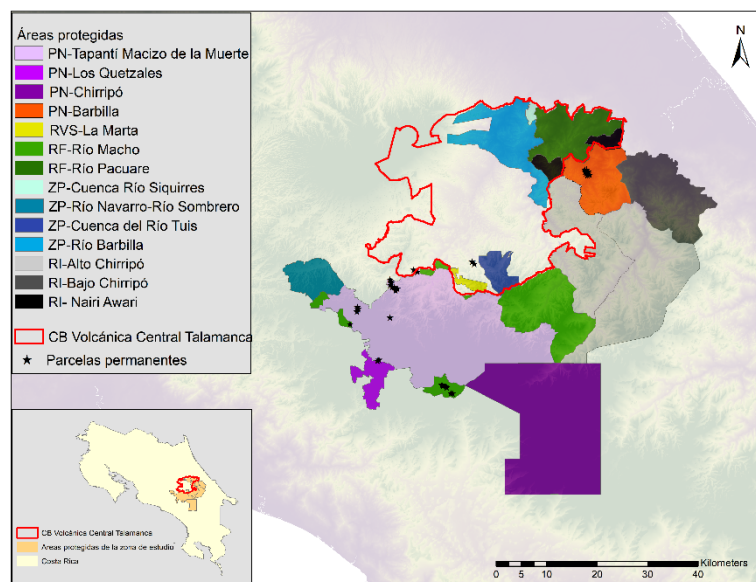 Áreas protegidas
PN-Tapantí Macizo de la Muerte
PN-Los Quetzales
PN-Chirripó
PN-Barbilla
RVS-La Marta
RF-Río Macho
RF-Río Pacuare
ZP-Cuenca Río Siquirres
ZP-Río Navarro-Río Sombrero
ZP-Cuenca del Río Tuis
ZP-Río Barbilla
RI-Alto Chirripó
RI-Bajo Chirripó
RI- Nairi Awari
CB Volcánica Central Talamanca
Parcelas permanentes
N
CB Volcánica Central Talamanca
Areas protegidas de la zona de estudio
Costa Rica
Kilometers
0 5 10 20 30 40